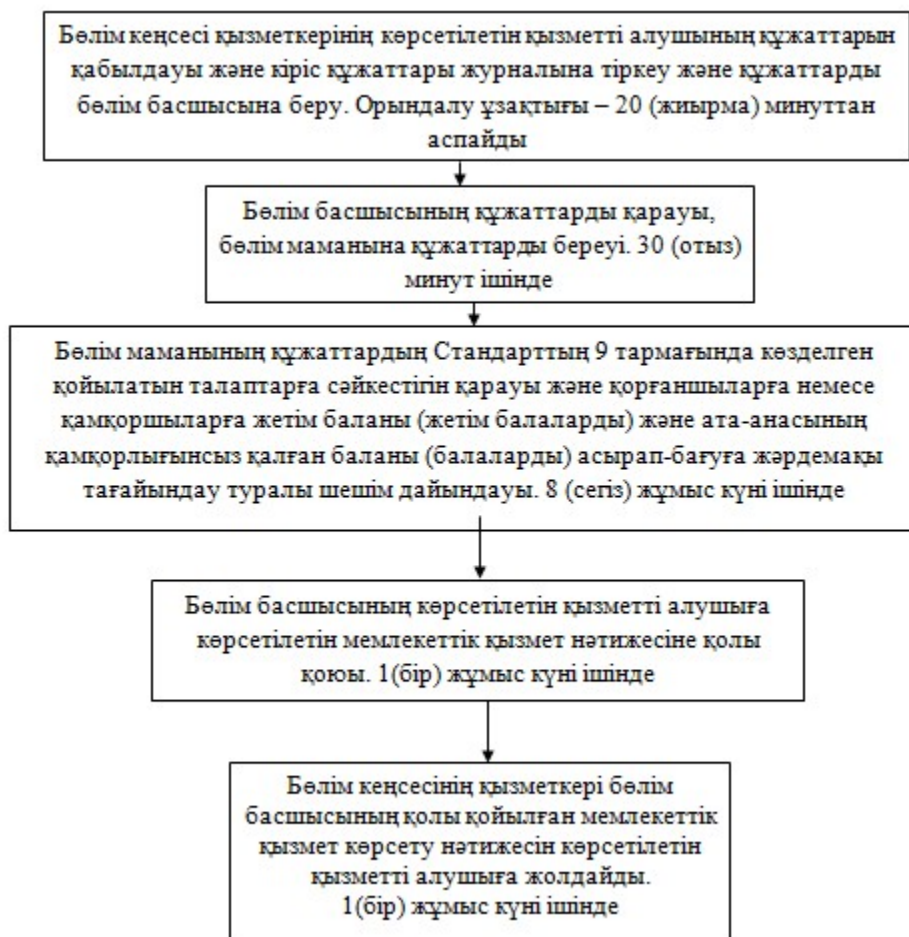 Бөлім кеңсесі қызметкерінің көрсетілетін қызметті алушының құжаттарын
қабылдауы және кіріс құжаттары журналына тіркеу және құжаттарды
бөлім басшысына беру. Орындалу ұзақтығы – 20 (жиырма) минуттан
аспайды
Бөлім басшысының құжаттарды қарауы,
бөлім маманына құжаттарды береуі. 30 (отыз)
минут ішінде
Бөлім маманының құжаттардың Стандарттың 9 тармағында көзделген
қойылатын талаптарға сәйкестігін қарауы және қорғаншыларға немесе
қамқоршыларға жетім баланы (жетім балаларды) және ата-анасының
қамқорлығынсыз қалған баланы (балаларды) асырап-бағуға жәрдемақы
тағайындау туралы шешім дайындауы. 8 (сегіз) жұмыс күні ішінде
Бөлім басшысының көрсетілетін қызметті алушыға
көрсетілетін мемлекеттік қызмет нәтижесіне қолы
қоюы. 1(бір) жұмыс күні ішінде
Бөлім кеңсесінің қызметкері бөлім
басшысының қолы қойылған мемлекеттік
қызмет көрсету нәтижесін көрсетілетін
қызметті алушыға жолдайды.
1(бір) жұмыс күні ішінде